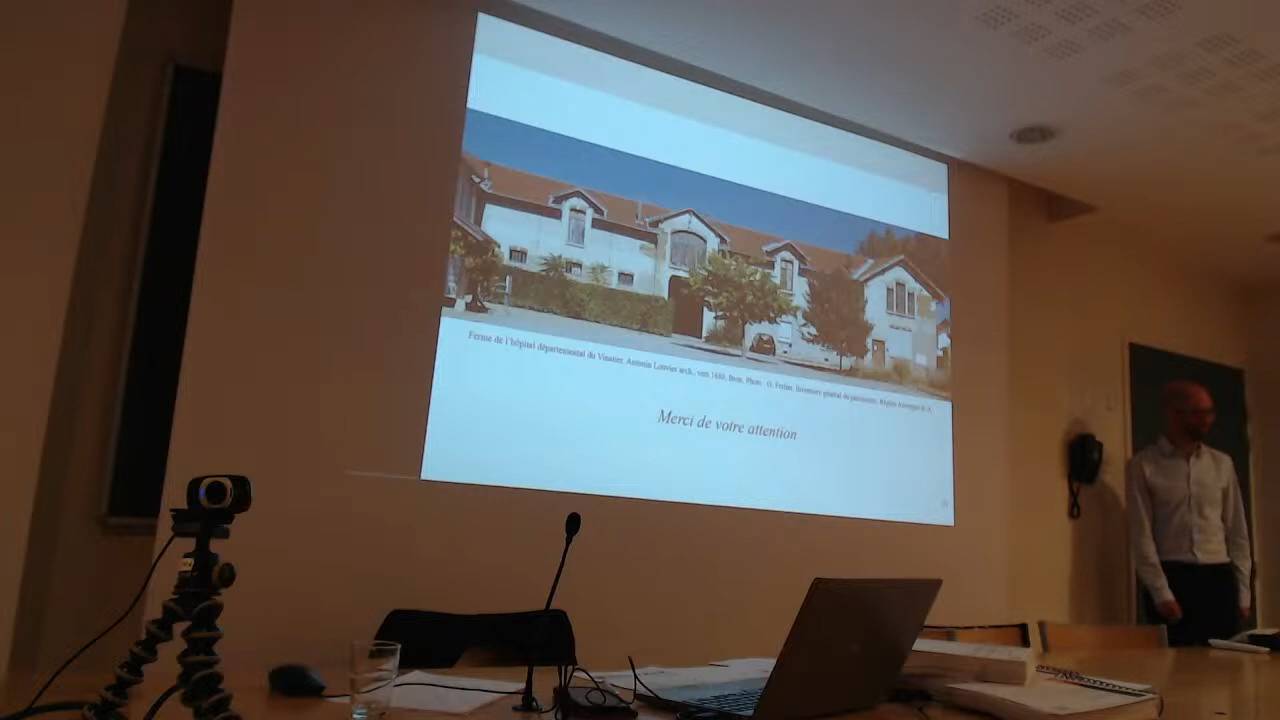 Ferme de l'hôpital départemental du Vinatier, Antonin Louvier arch., vers 1880, Bron, Photo : G. Freliez, Inventaire général du patrimoine, Région Auvergne-R.-A.
Merci de votre attention